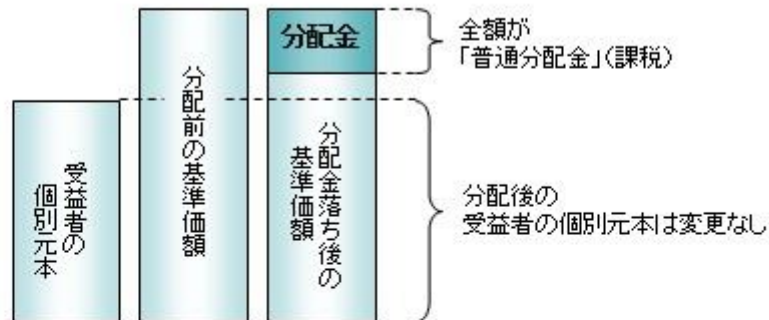 受益者の
個別元本
分配前の基準価額
分配金
分配金落ち後の
基準価額
全額が
「普通分配金」(課税)
分配後の
受益者の個別元本は変更なし